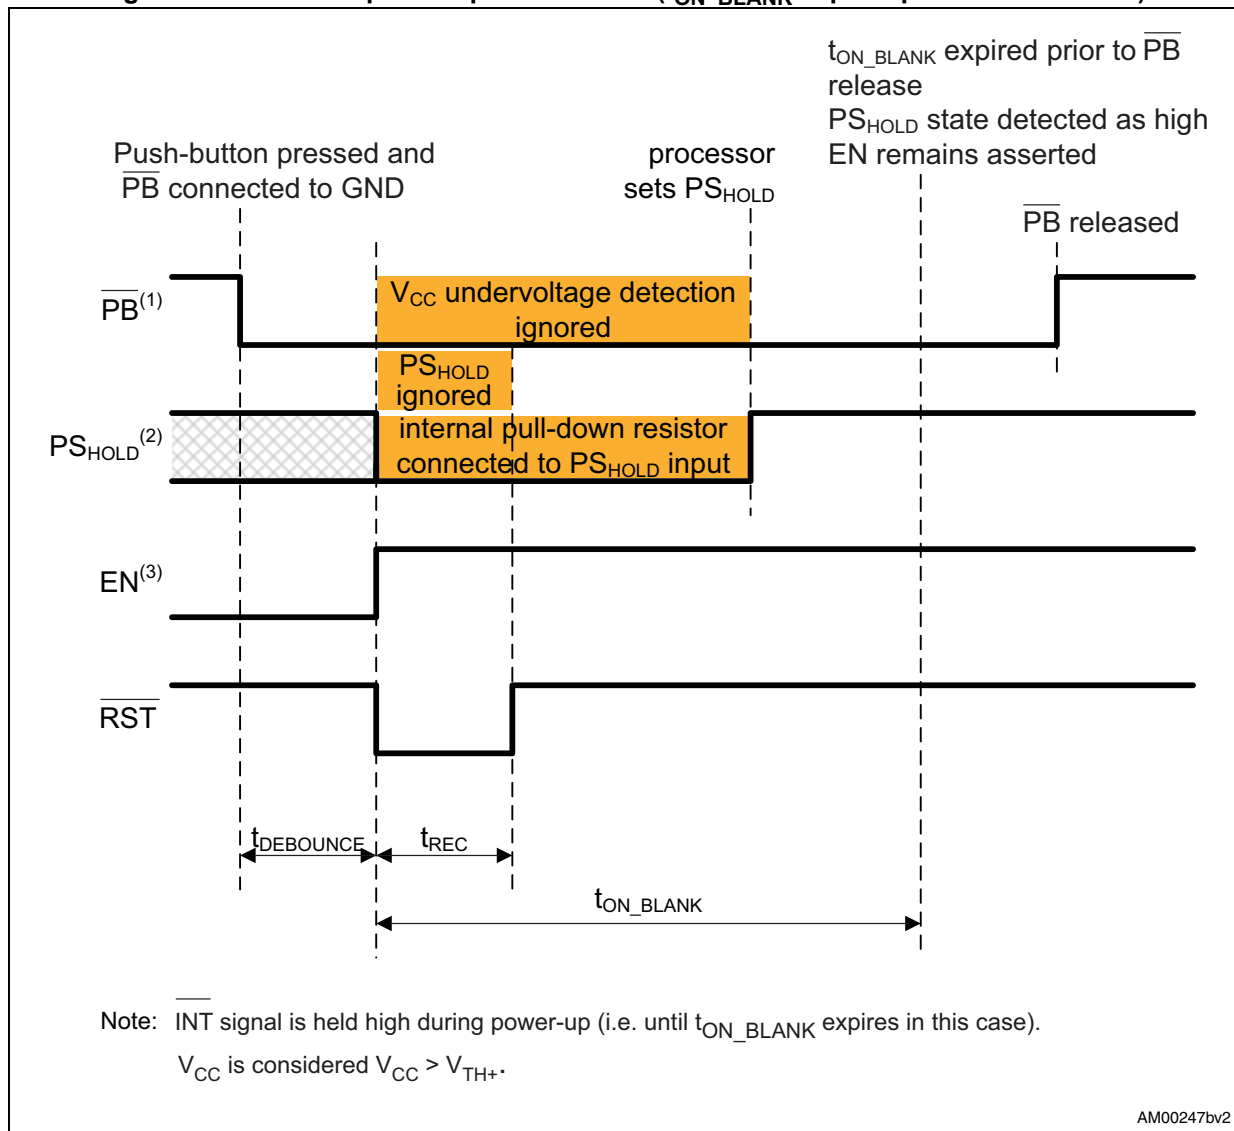 (tON_BLANK
tON_BLANK expired prior to PB
release
PSHOLD state detected as high
EN remains asserted
Push-button pressed and
PB connected to GND
processor
sets PSHOLD
PB released
PB(1)
VCC undervoltage detection
ignored
PSHOLD
ignored
PSHOLD(2)
internal pull-down resistor
connected to PSHOLD input
EN(3)
RST
tDEBOUNCE
tREC
tON_BLANK
Note: INT signal is held high during power-up (i.e. until tON_BLANK expires in this case).
VCC is considered VCC > VTH+.
AM00247bv2